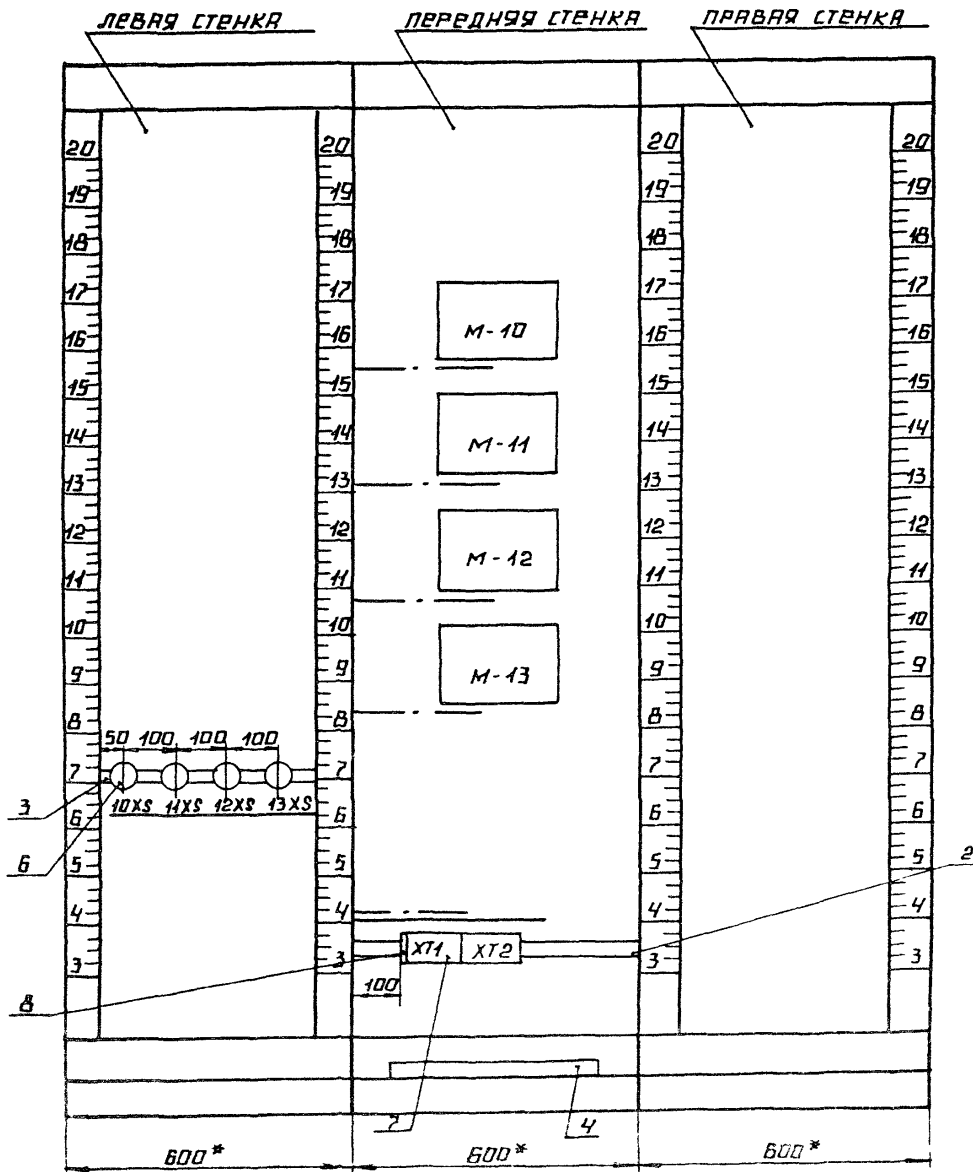 ЛЕВАЯ СТЕНКА
ПЕРЕДНЯЯ СТЕНКА
ПРАВАЯ СТЕНКА
20 20 20 20
19 19 19 19
18 18 18 18
17 17 17 17
М-10
16 16 16 16
15 15 15 15
14 14 14 14
М-11
13 13 13 13
12 12 12 12
М-12
11 11 11 11
10 10 10 10
9 9 9 9
М-13
8 8 8 8
50 100 100 100
7 7 7 7
3
10XS 11XS 12XS 13XS
6 6 6 6
6
5 5 5 5
2
4 4 4 4
XT1 XT2
3 3 3 3
8
100
7
4
600* 600* 600*